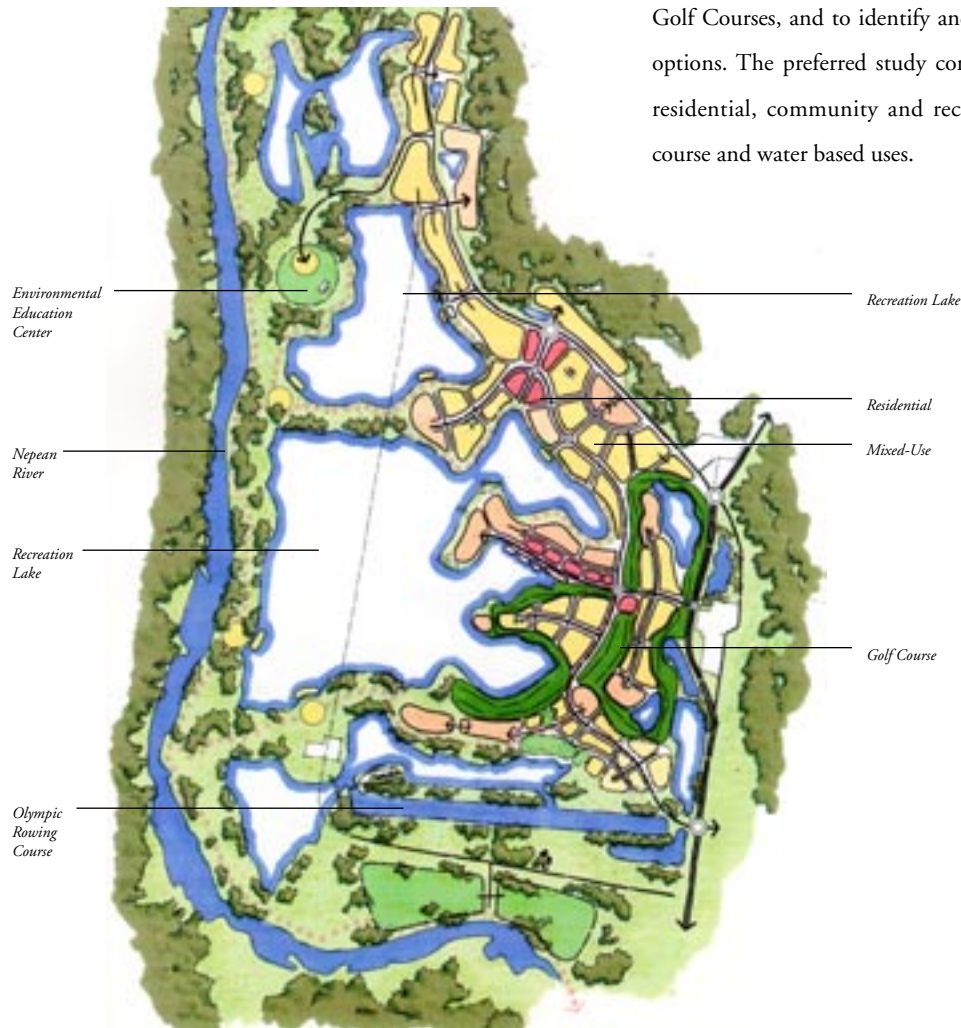 Golf Courses, and to identify an
options. The preferred study con
residential, community and rec
course and water based uses.
Environmental
Education
Center
Recreation Lake
Residential
Nepean
River
Mixed-Use
Recreation
Lake
Golf Course
Olympic
Rowing
Course